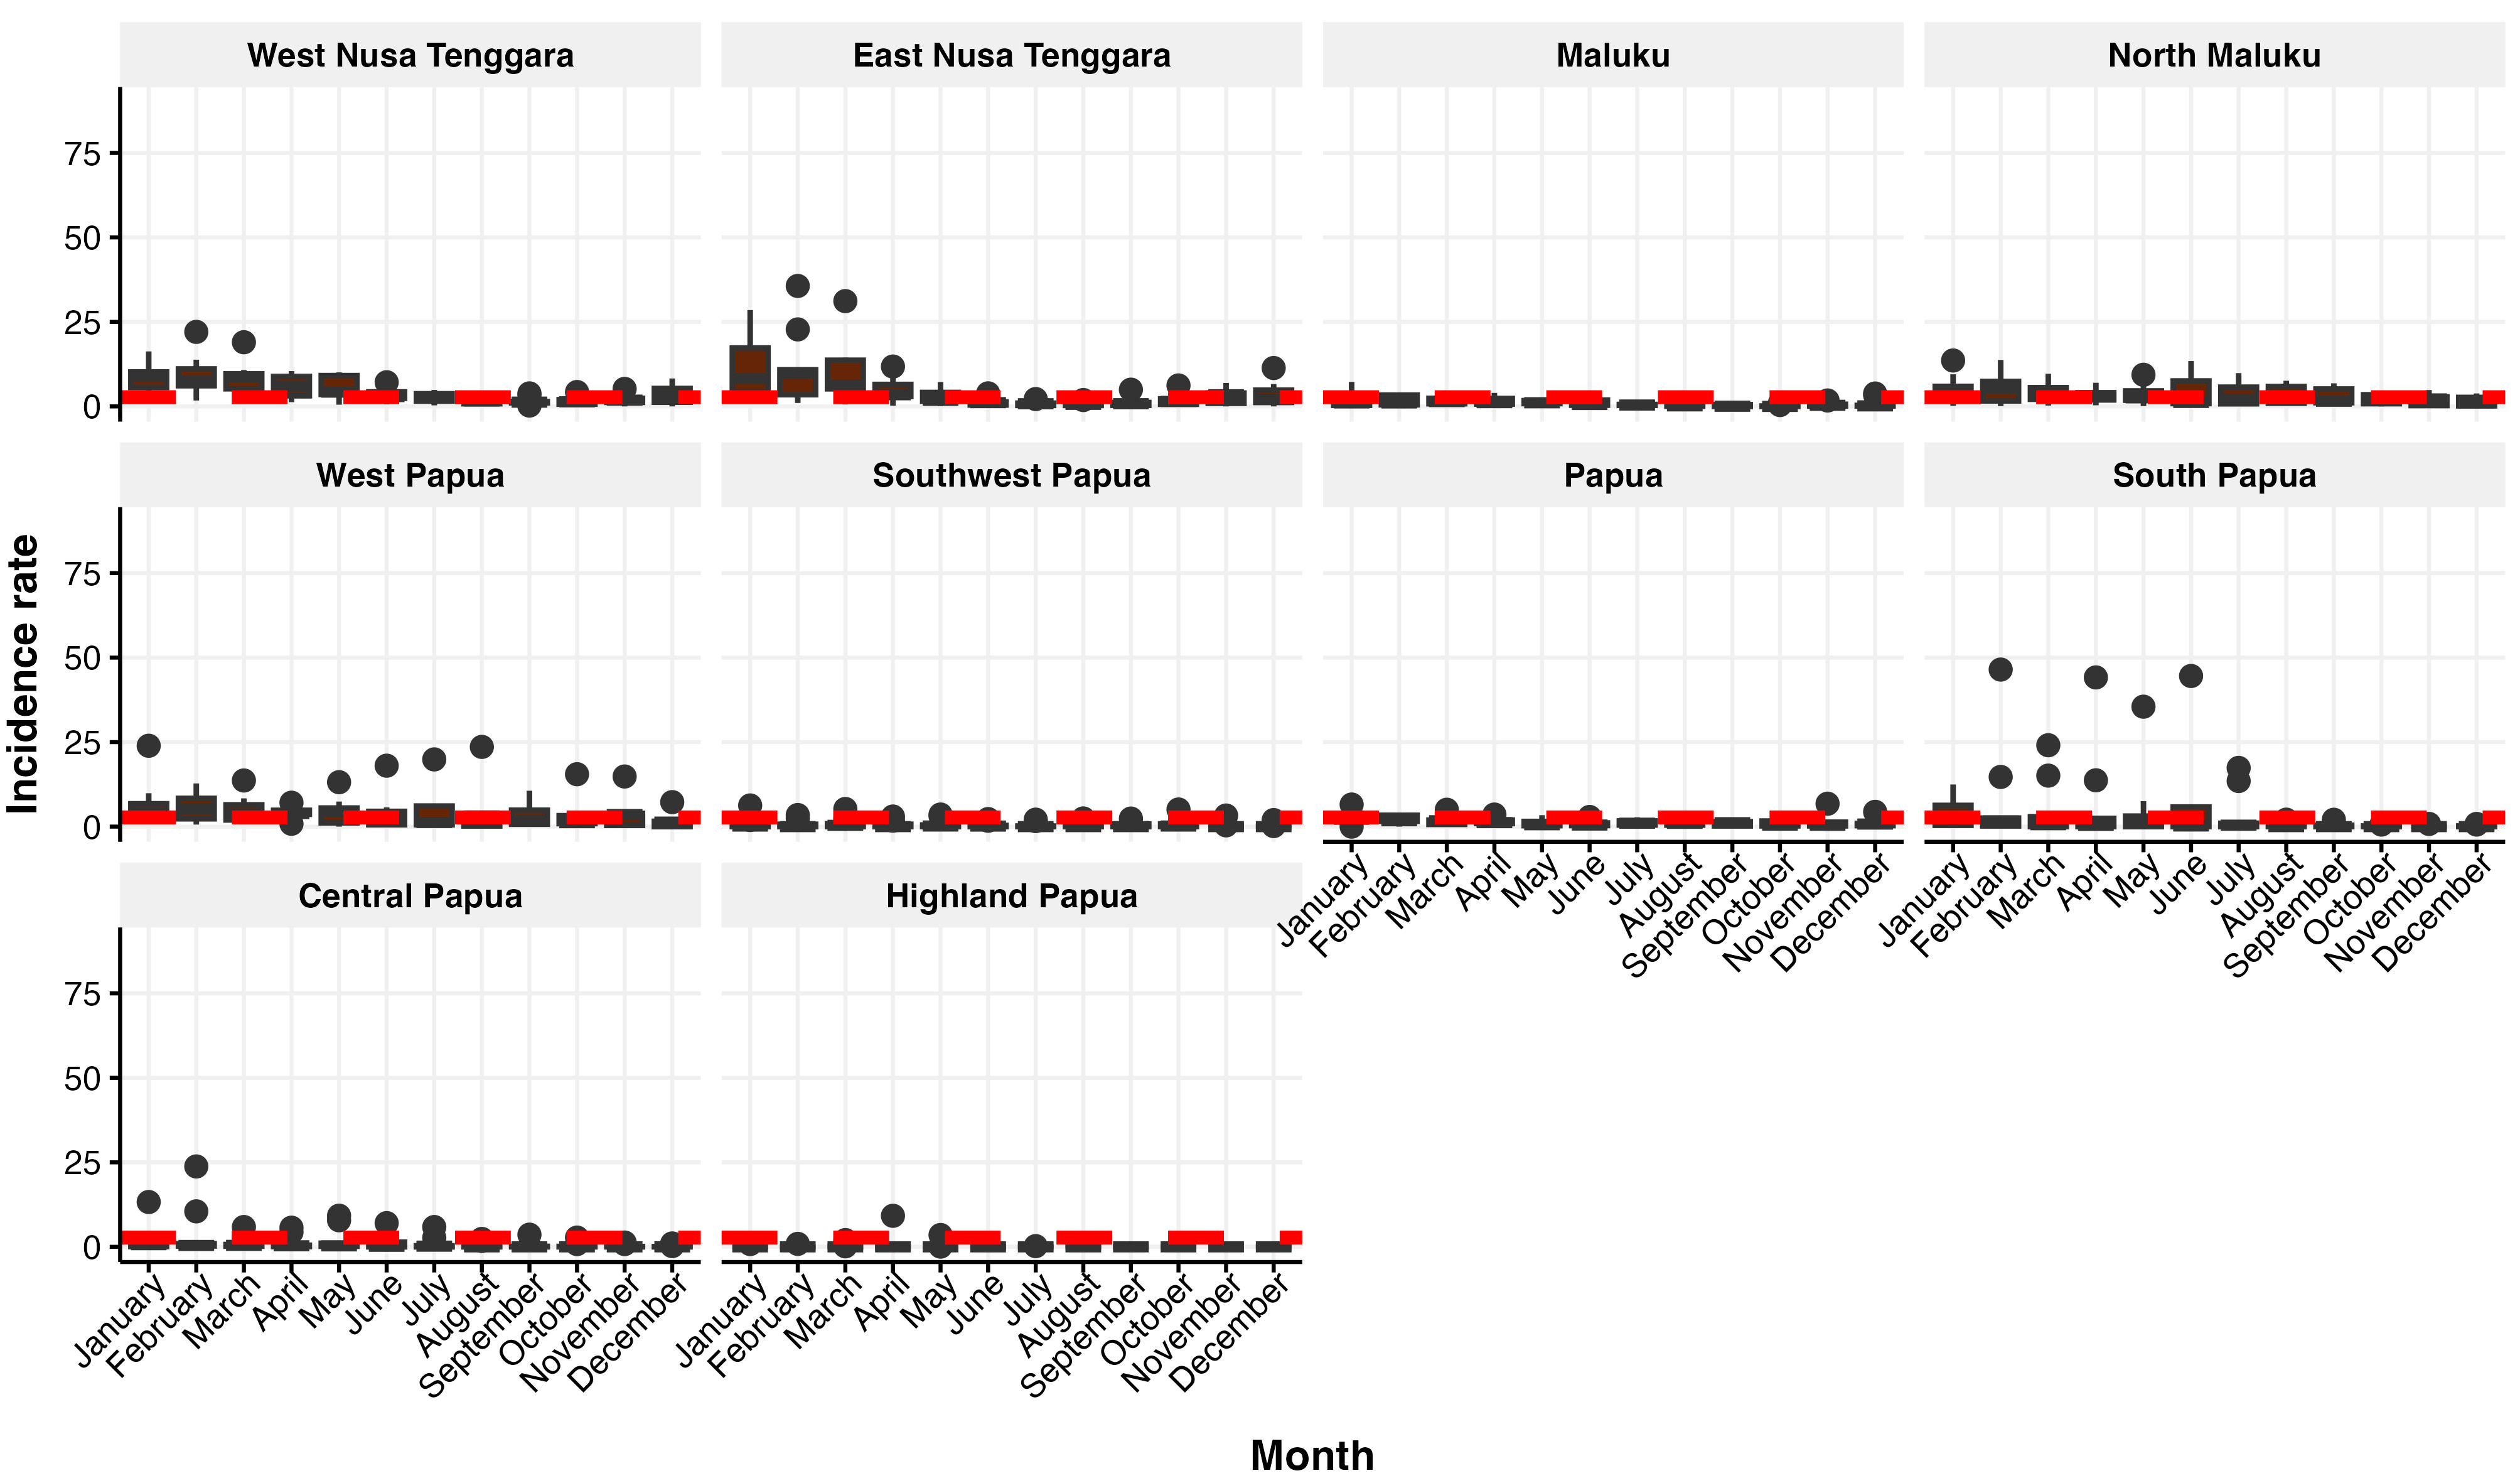 West Nusa Tenggara
East Nusa Tenggara
Maluku
North Maluku
75
50
25
0
West Papua
Southwest Papua
Papua
South Papua
Incidence rate
75
50
25
0
January
February
March
April
May
June
July
August
September
October
November
December
January
February
March
April
May
June
July
August
September
October
November
December
Central Papua
Highland Papua
75
50
25
0
January
February
March
April
May
June
July
August
September
October
November
December
January
February
March
April
May
June
July
August
September
October
November
December
Month